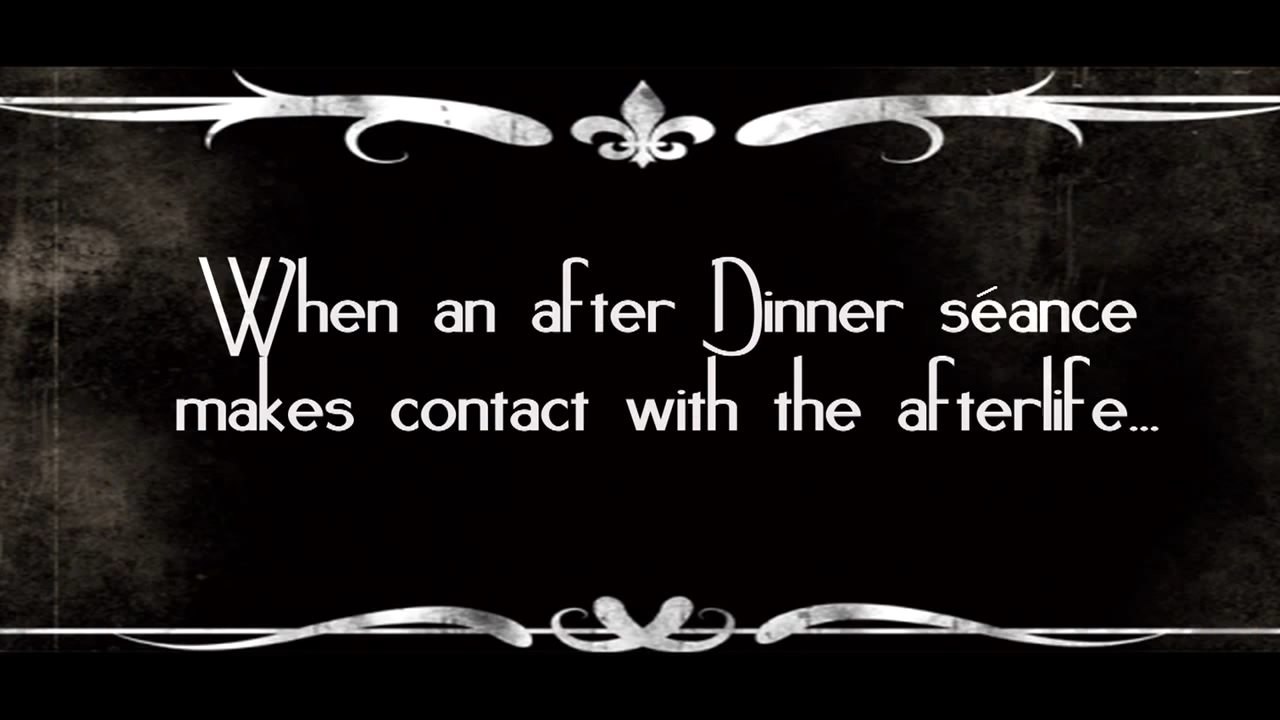 When an after Dinner séance
makes contact with the afterlife...